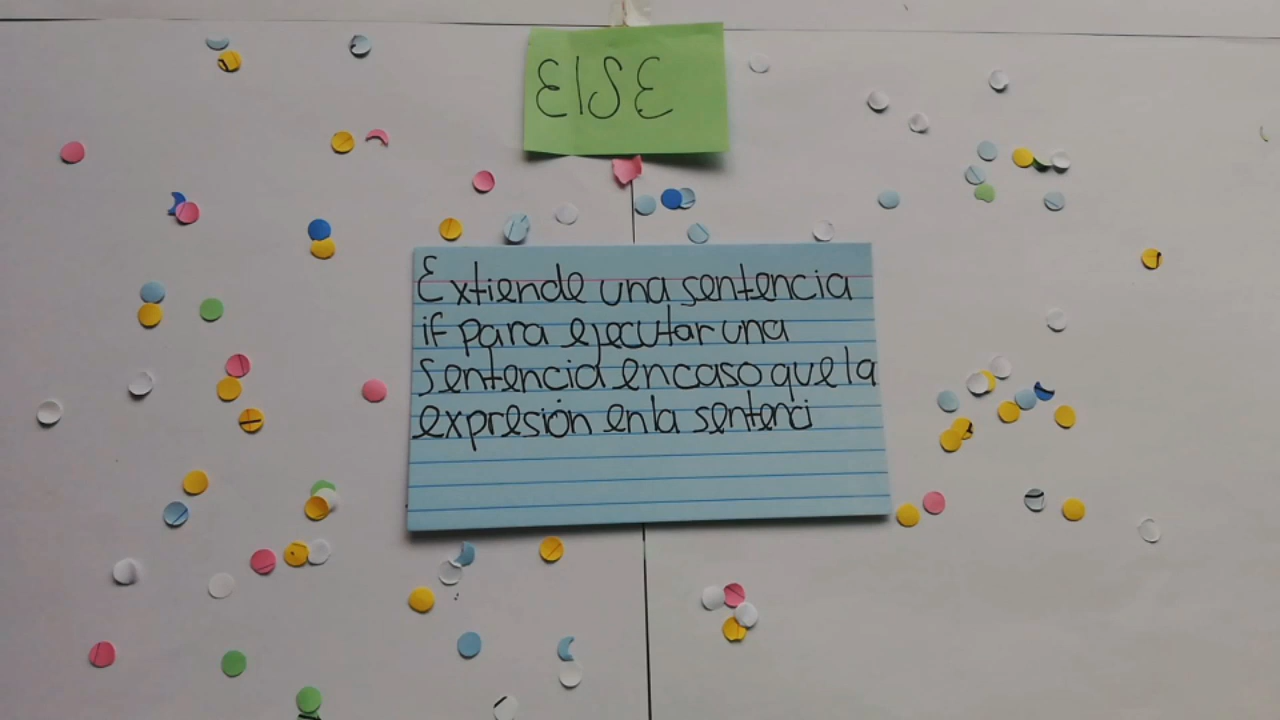 ElSE
Extiende una sentencia
if para ejecutar una
sentencia en caso que la
expresión en la sentenci